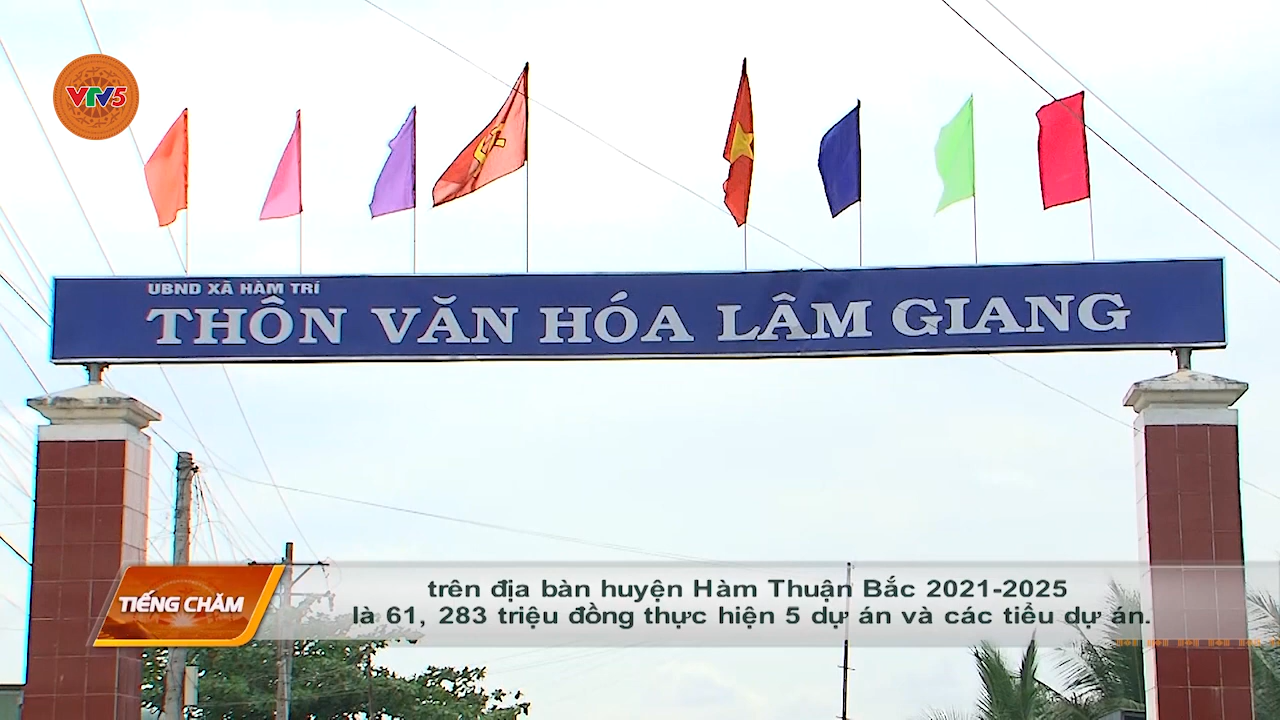 VTV5
UBND XÃ HÀM TRÍ
THÔN VĂN HÓA LÂM GIANG
TIẾNG CHĂM
trên địa bàn huyện Hàm Thuận Bắc 2021-2025
là 61, 283 triệu đồng thực hiện 5 dự án và các tiểu dự án.